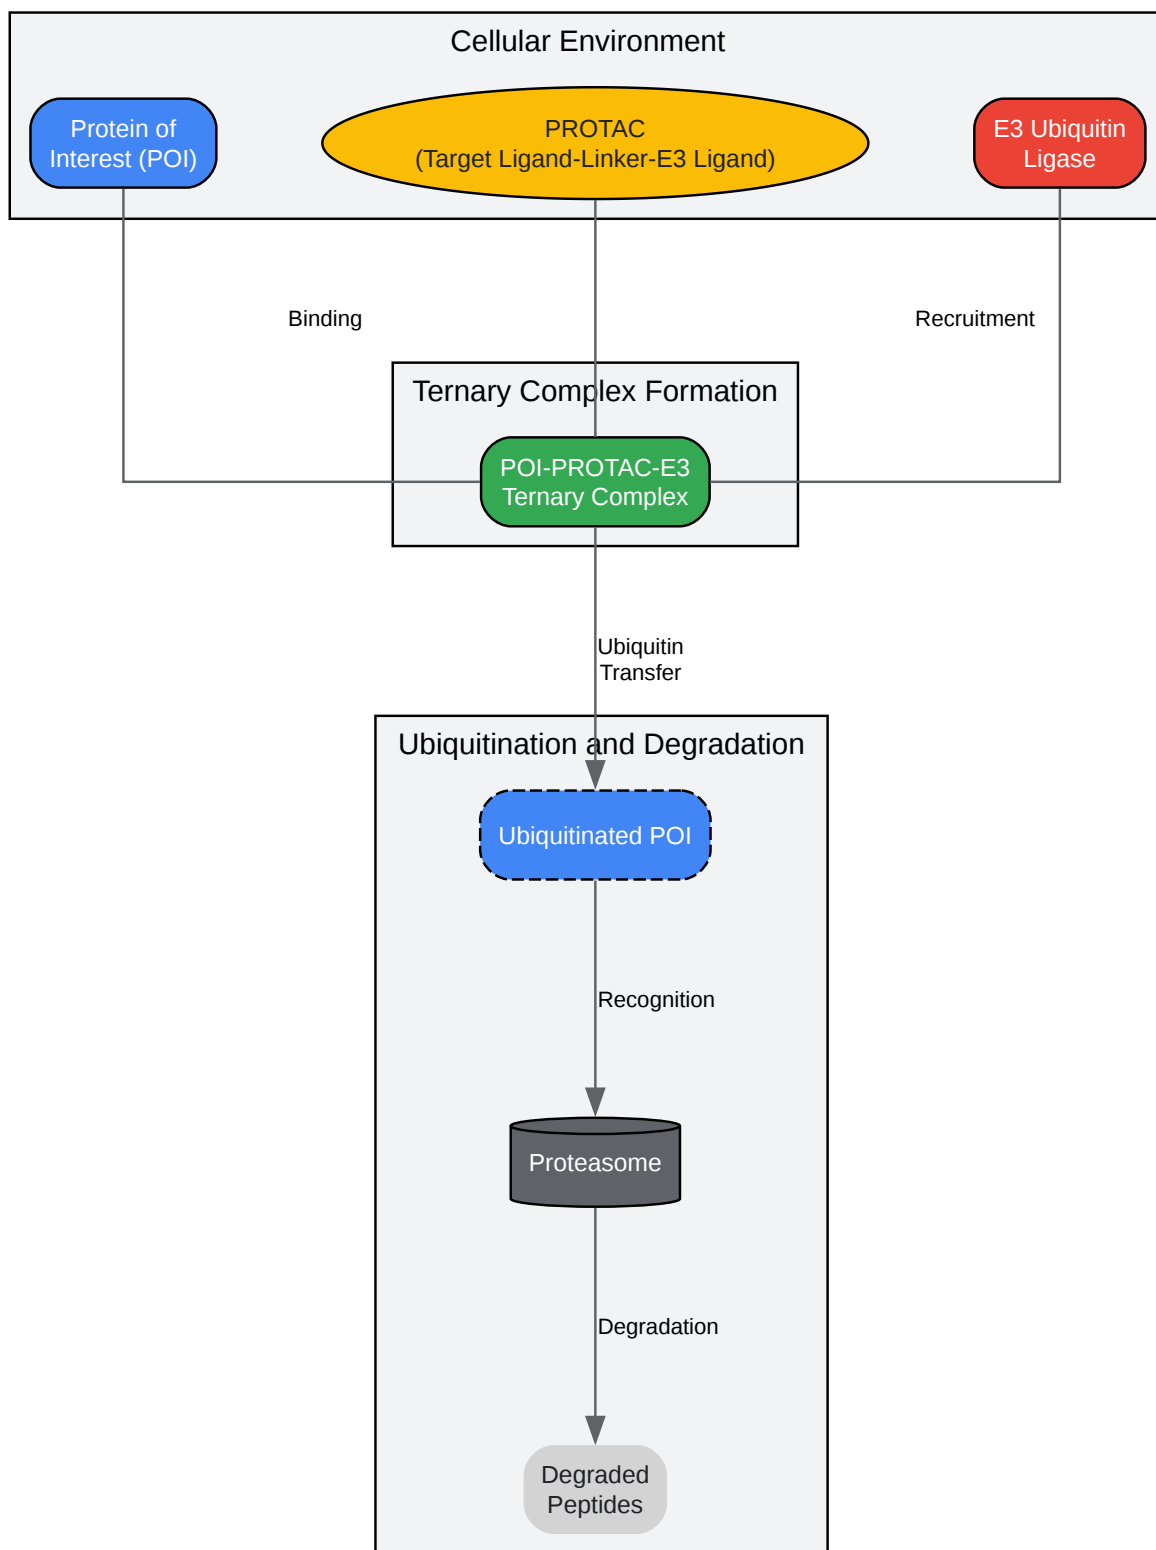 Cellular Environment
Protein of
Interest (POI)
PROTAC
(Target Ligand-Linker-E3 Ligand)
E3 Ubiquitin
Ligase
Binding
Recruitment
Ternary Complex Formation
POI-PROTAC-E3
Ternary Complex
Ubiquitin
Transfer
Ubiquitination and Degradation
Ubiquitinated POI
Recognition
Proteasome
Degradation
Degraded
Peptides